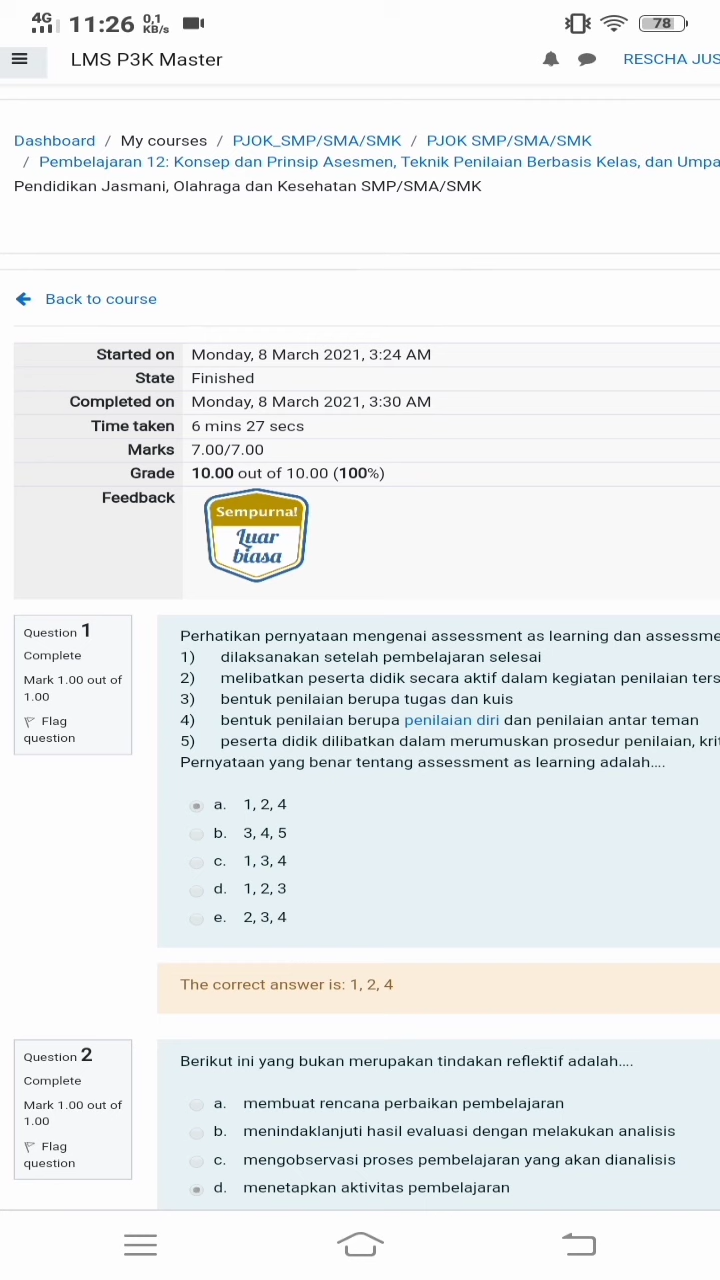 4G 11:26 0,1 KB/s 78
LMS P3K Master RESCHA JUS
Dashboard / My courses / PJOK_SMP/SMA/SMK / PJOK SMP/SMA/SMK
/ Pembelajaran 12: Konsep dan Prinsip Asesmen, Teknik Penilaian Berbasis Kelas, dan Umpa
Pendidikan Jasmani, Olahraga dan Kesehatan SMP/SMA/SMK
Back to course
Started on Monday, 8 March 2021, 3:24 AM
State Finished
Completed on Monday, 8 March 2021, 3:30 AM
Time taken 6 mins 27 secs
Marks 7.00/7.00
Grade 10.00 out of 10.00 (100%)
Feedback
Sempurna!
Luar
biasa
Question 1
Complete
Mark 1.00 out of
1.00
Flag
question
Perhatikan pernyataan mengenai assessment as learning dan assessme
1) dilaksanakan setelah pembelajaran selesai
2) melibatkan peserta didik secara aktif dalam kegiatan penilaian ters
3) bentuk penilaian berupa tugas dan kuis
4) bentuk penilaian berupa penilaian diri dan penilaian antar teman
5) peserta didik dilibatkan dalam merumuskan prosedur penilaian, krit
Pernyataan yang benar tentang assessment as learning adalah....
a. 1, 2, 4
b. 3, 4, 5
c. 1, 3, 4
d. 1, 2, 3
e. 2, 3, 4
The correct answer is: 1, 2, 4
Question 2
Complete
Mark 1.00 out of
1.00
Flag
question
Berikut ini yang bukan merupakan tindakan reflektif adalah....
a. membuat rencana perbaikan pembelajaran
b. menindaklanjuti hasil evaluasi dengan melakukan analisis
c. mengobservasi proses pembelajaran yang akan dianalisis
d. menetapkan aktivitas pembelajaran